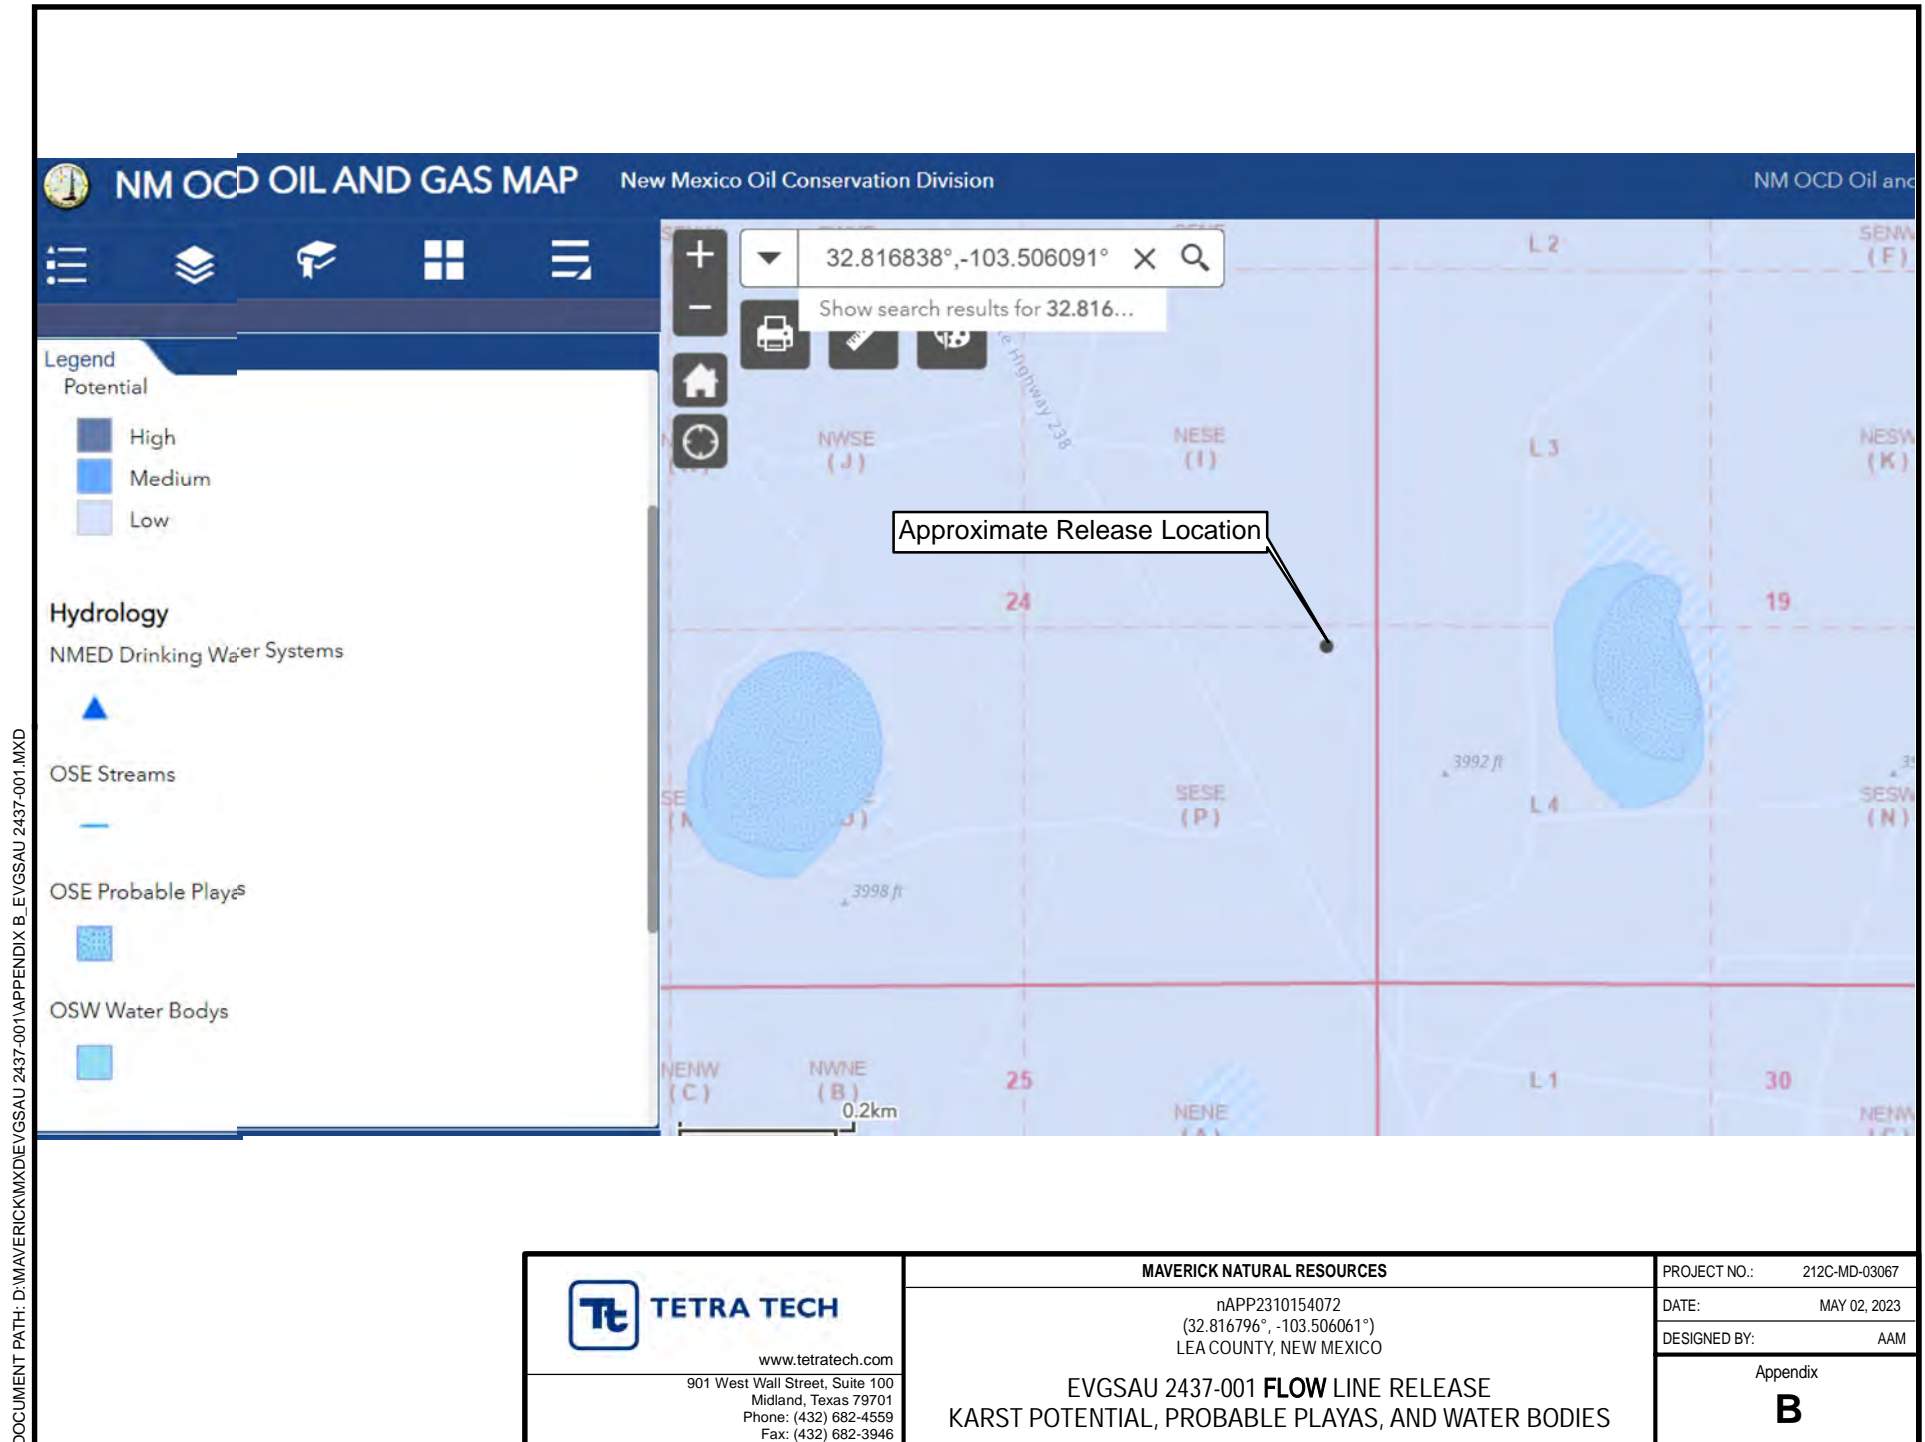 NM OCD OIL AND GAS MAP
New Mexico Oil Conservation Division
NM OCD Oil and
32.816838°,-103.506091°
Show search results for 32.816...
Legend
Potential
High
Medium
Low
Hydrology
NMED Drinking Water Systems
OSE Streams
OSE Probable Playas
OSW Water Bodys
L 2
SENW
(F)
Highway 238
NWSE
(J)
NESE
(I)
L 3
NESW
(K)
Approximate Release Location
24
19
3992 ft
SESE
(P)
L 4
SESW
(N)
3998 ft
NENW
(C)
NWNE
(B)
25
L 1
30
0.2km
NENE
NENW
DOCUMENT PATH: D:\MAVERICK\MXD\EVGSAU 2437-001\APPENDIX B_EVGSAU 2437-001.MXD
TETRA TECH
www.tetratech.com
901 West Wall Street, Suite 100
Midland, Texas 79701
Phone: (432) 682-4559
Fax: (432) 682-3946
MAVERICK NATURAL RESOURCES
nAPP2310154072
(32.816796°, -103.506061°)
LEA COUNTY, NEW MEXICO
EVGSAU 2437-001 FLOW LINE RELEASE
KARST POTENTIAL, PROBABLE PLAYAS, AND WATER BODIES
PROJECT NO.: 212C-MD-03067
DATE: MAY 02, 2023
DESIGNED BY: AAM
Appendix
B